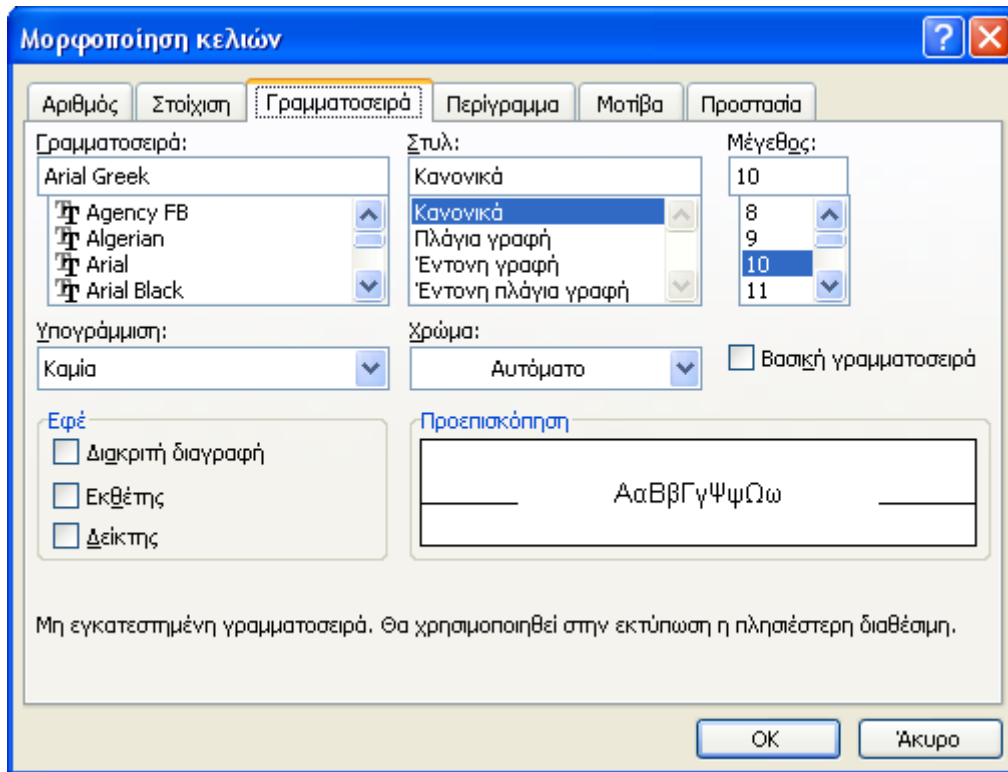 Μορφοποίηση κελιών
Αριθμός Στοίχιση Γραμματοσειρά Περίγραμμα Μοτίβα Προστασία
Γραμματοσειρά: Στυλ: Μέγεθος:
Arial Greek Κανονικά 10
Agency FB Κανονικά 8
Algerian Πλάγια γραφή 9
Arial Έντονη γραφή 10
Arial Black Έντονη πλάγια γραφή 11
Υπογράμμιση: Χρώμα:
Καμία Αυτόματο Βασική γραμματοσειρά
Εφέ Προεπισκόπηση
Διακριτή διαγραφή
Εκθέτης ΑαΒβΓγΨψΩω
Δείκτης
Μη εγκατεστημένη γραμματοσειρά. Θα χρησιμοποιηθεί στην εκτύπωση η πλησιέστερη διαθέσιμη.
OK Άκυρο